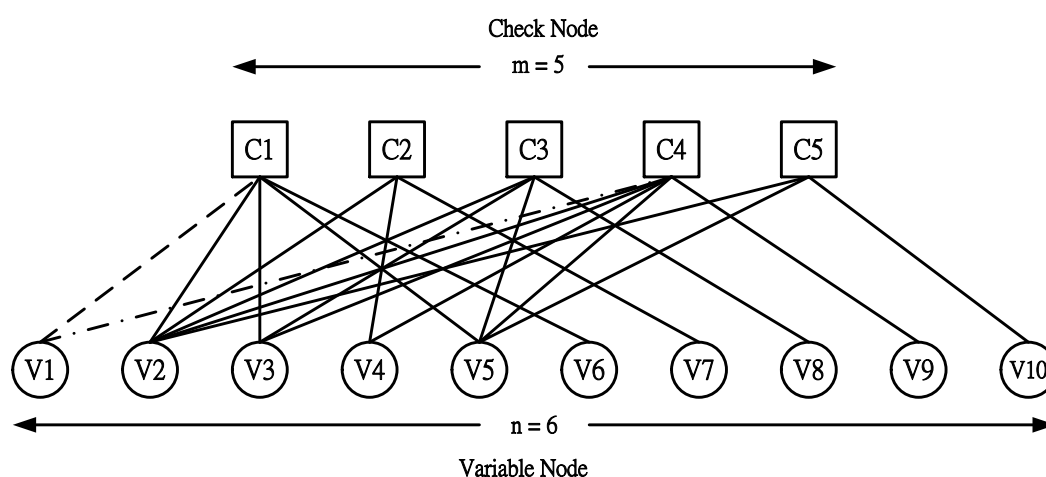 Check Node
m = 5
C1 C2 C3 C4 C5
V1 V2 V3 V4 V5 V6 V7 V8 V9 V10
n = 6
Variable Node